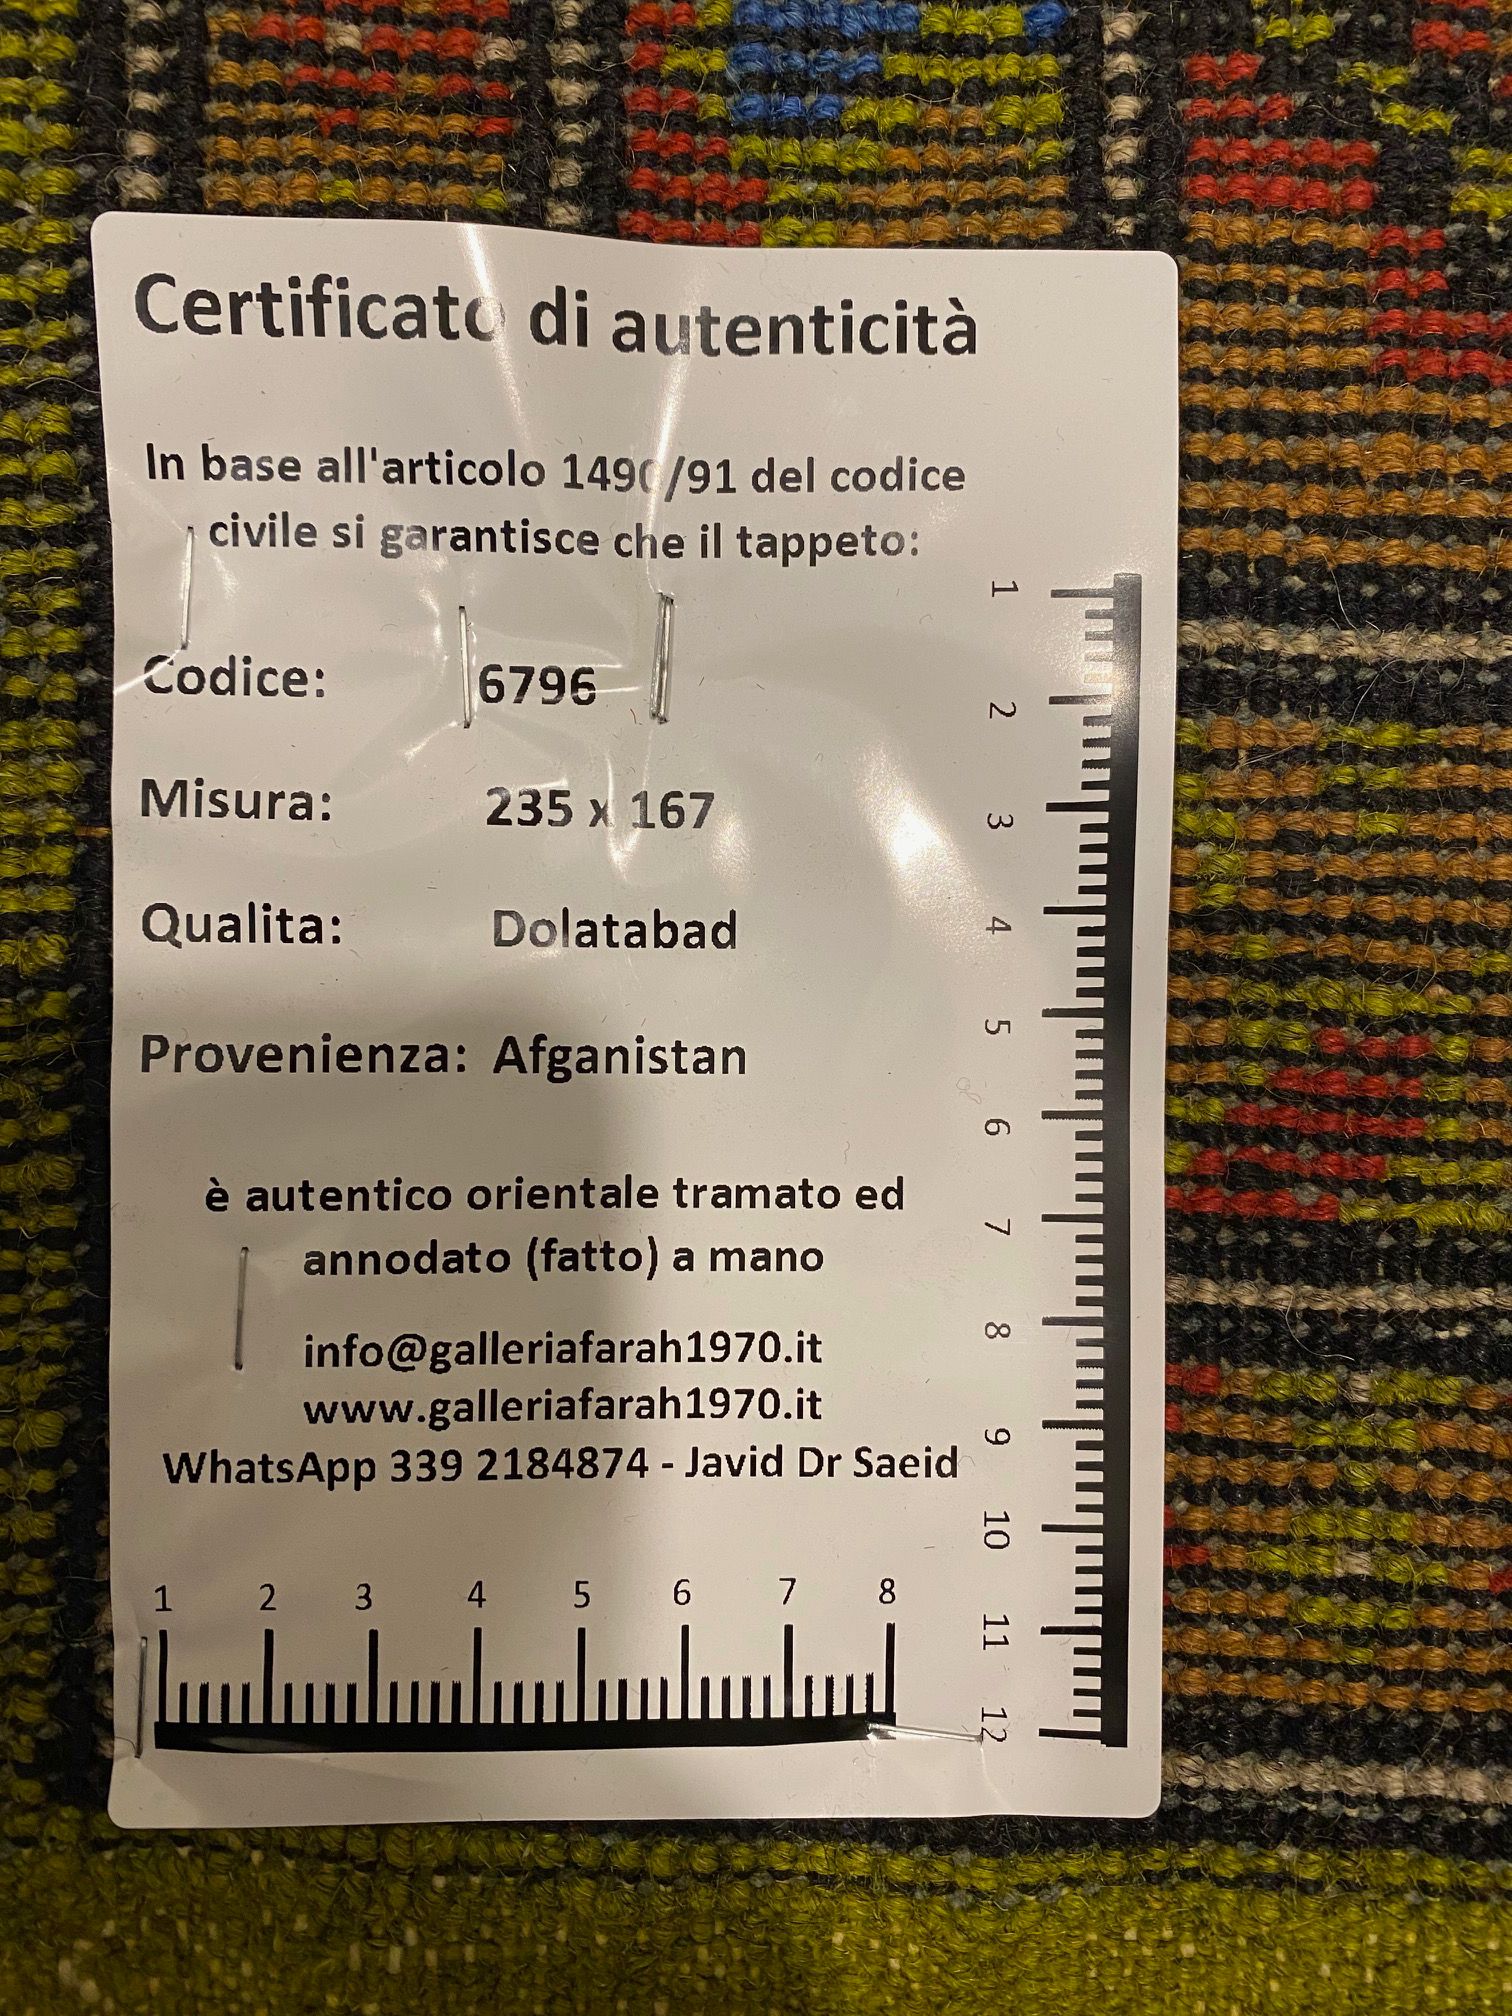 Certificato di autenticità
In base all'articolo 1490/91 del codice
civile si garantisce che il tappeto:
Codice: 6796
Misura: 235 x 167
Qualita: Dolatabad
Provenienza: Afganistan
è autentico orientale tramato ed
annodato (fatto) a mano
info@galleriafarah1970.it
www.galleriafarah1970.it
WhatsApp 339 2184874 - Javid Dr Saeid
1 2 3 4 5 6 7 8
1
2
3
4
5
6
7
8
9
10
11
12